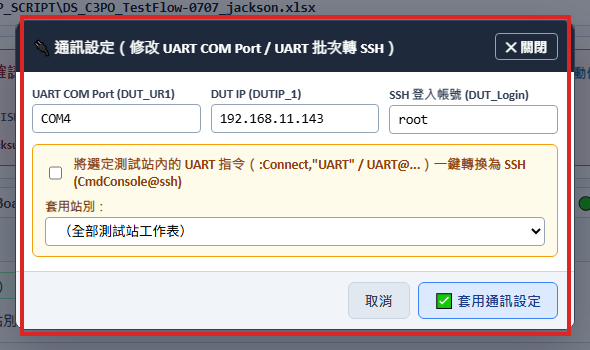 P_SCRIPT\DS_C3PO_TestFlow-0707_jackson.xlsx
通訊設定（修改 UART COM Port / UART 批次轉 SSH）
✕ 關閉
UART COM Port (DUT_UR1)
DUT IP (DUTIP_1)
SSH 登入帳號 (DUT_Login)
COM4
192.168.11.143
root
將選定測試站內的 UART 指令（:Connect,"UART" / UART@...）一鍵轉換為 SSH
(CmdConsole@ssh)
套用站別：
（全部測試站工作表）
取消
✅ 套用通訊設定